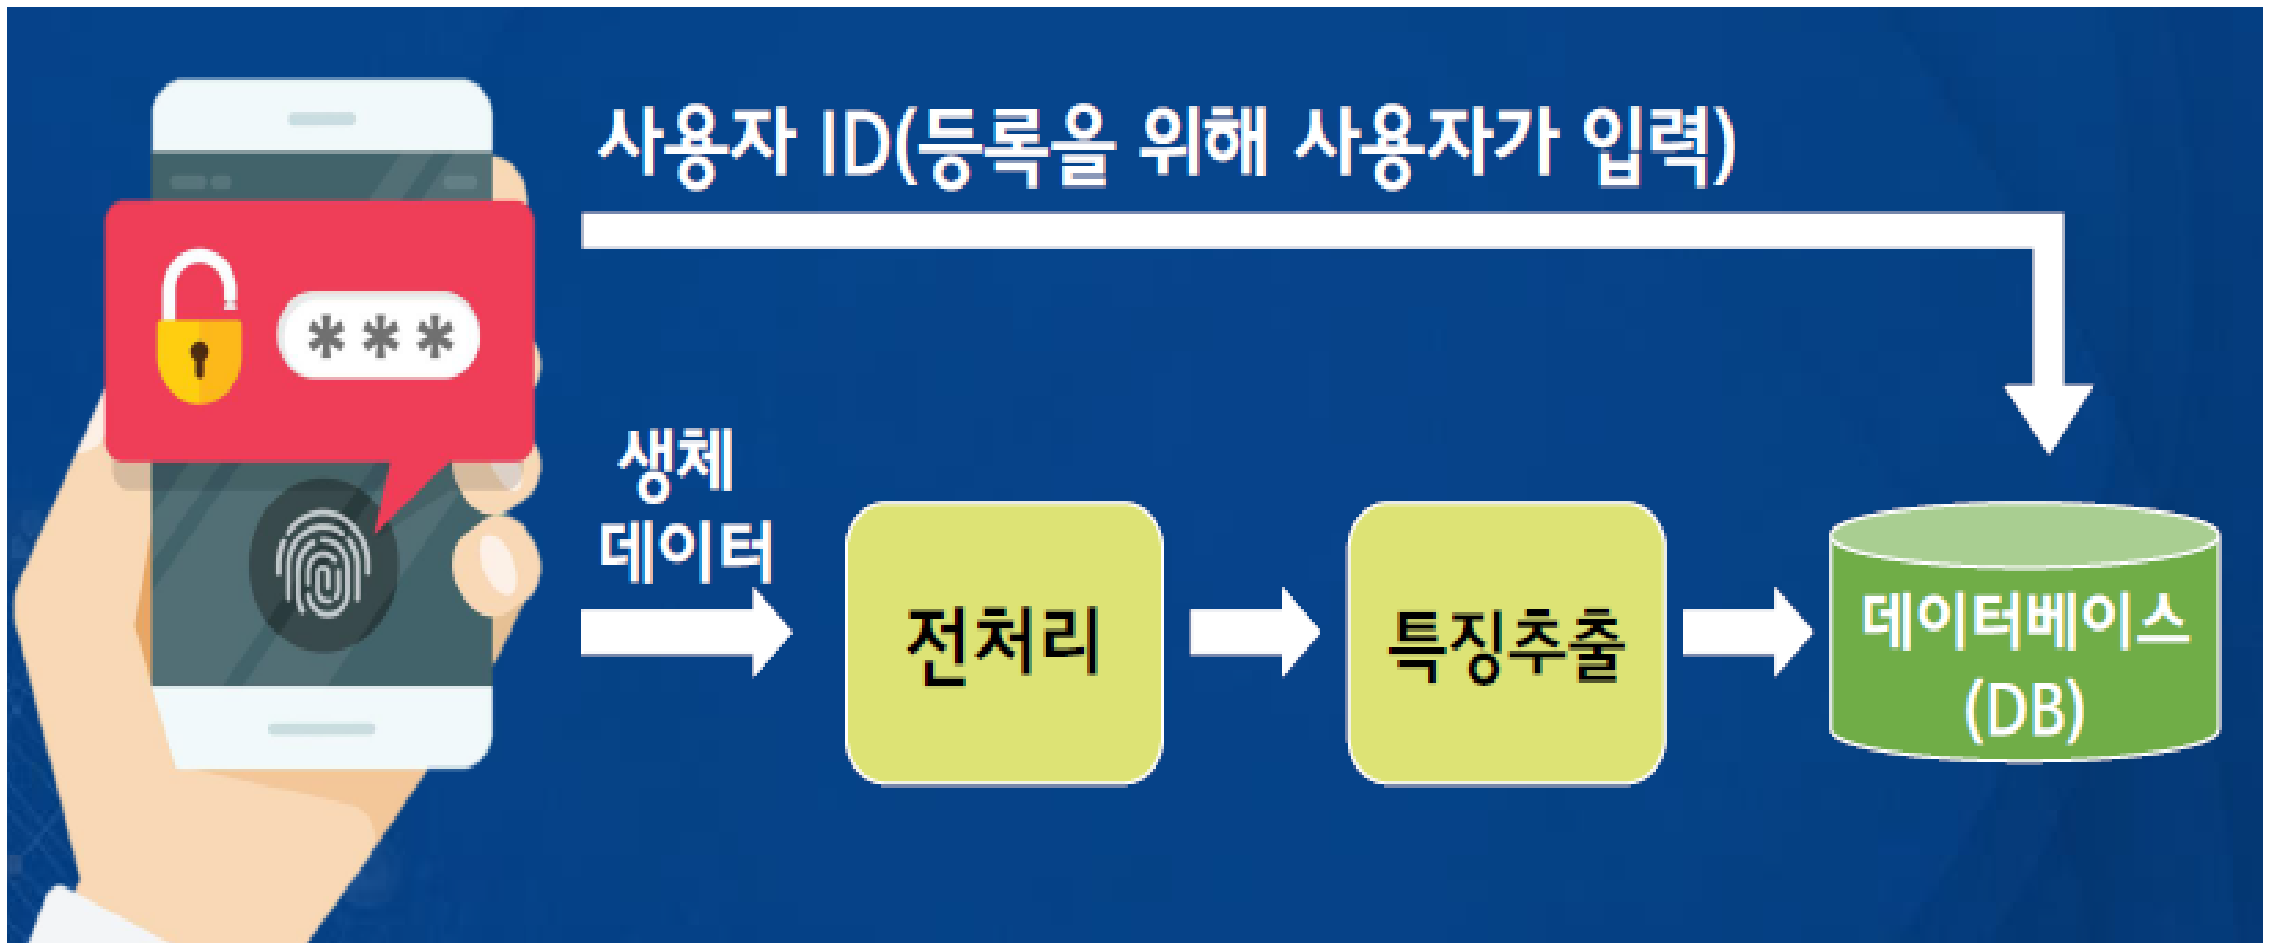 사용자 ID(등록을 위해 사용자가 입력)
***
생체
데이터
전처리
특징추출
데이터베이스
(DB)